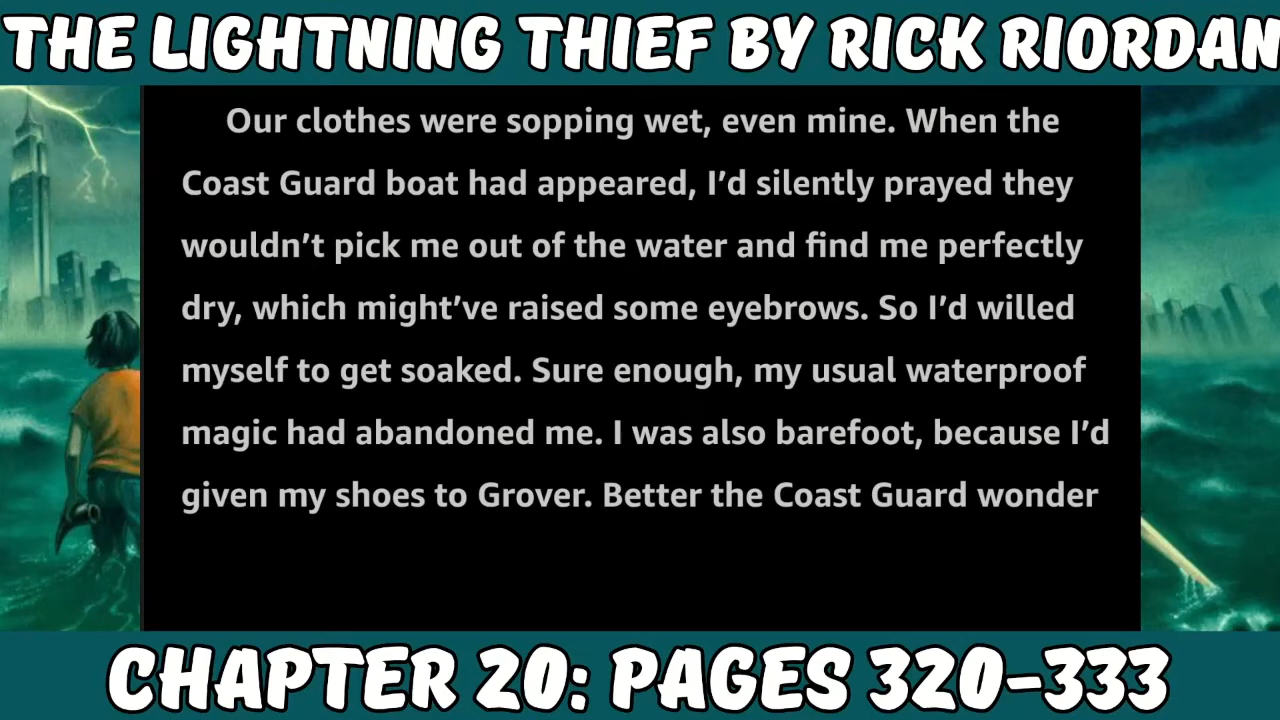 THE LIGHTNING THIEF BY RICK RIORDAN
Our clothes were sopping wet, even mine. When the
Coast Guard boat had appeared, I’d silently prayed they
wouldn’t pick me out of the water and find me perfectly
dry, which might’ve raised some eyebrows. So I’d willed
myself to get soaked. Sure enough, my usual waterproof
magic had abandoned me. I was also barefoot, because I’d
given my shoes to Grover. Better the Coast Guard wonder
CHAPTER 20: PAGES 320-333